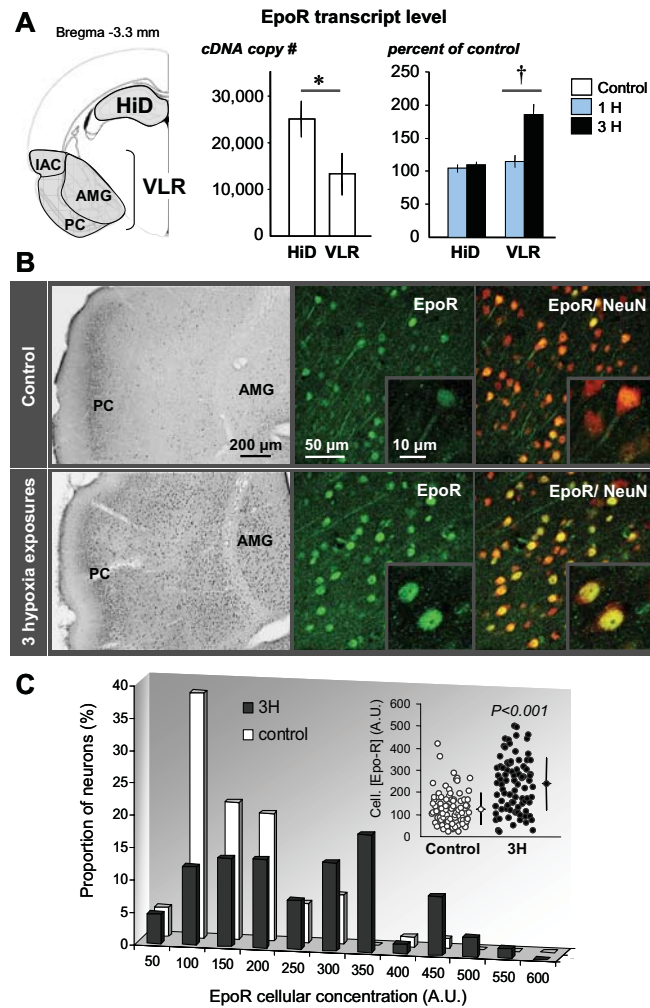 A
EpoR transcript level
Bregma -3.3 mm
HiD
IAC
AMG
PC
VLR
cDNA copy #
30,000
20,000
10,000
0
*
HiD VLR
percent of control
250
200
150
100
50
0
†
HiD VLR
Control
1 H
3 H
B
Control
PC
AMG
200 µm
EpoR
50 µm
10 µm
EpoR/ NeuN
3 hypoxia exposures
PC
AMG
EpoR
EpoR/ NeuN
C
Proportion of neurons (%)
40
35
30
25
20
15
10
5
0
3H
control
50 100 150 200 250 300 350 400 450 500 550 600
EpoR cellular concentration (A.U.)
Cell. [Epo-R] (A.U.)
600
500
400
300
200
100
0
P<0.001
Control 3H